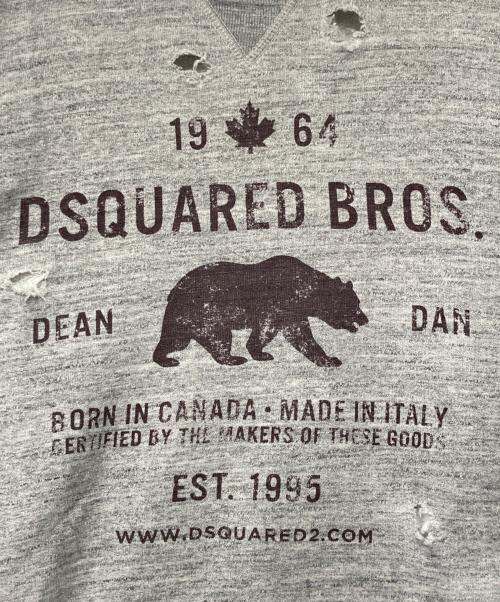 19 64
DSQUARED BROS.
DEAN DAN
BORN IN CANADA • MADE IN ITALY
CERTIFIED BY THE MAKERS OF THESE GOODS
EST. 1995
WWW.DSQUARED2.COM